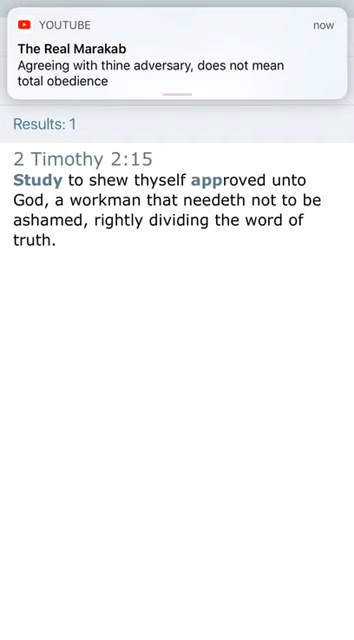 YOUTUBE now
The Real Marakab
Agreeing with thine adversary, does not mean
total obedience
Results: 1
2 Timothy 2:15
Study to shew thyself approved unto
God, a workman that needeth not to be
ashamed, rightly dividing the word of
truth.